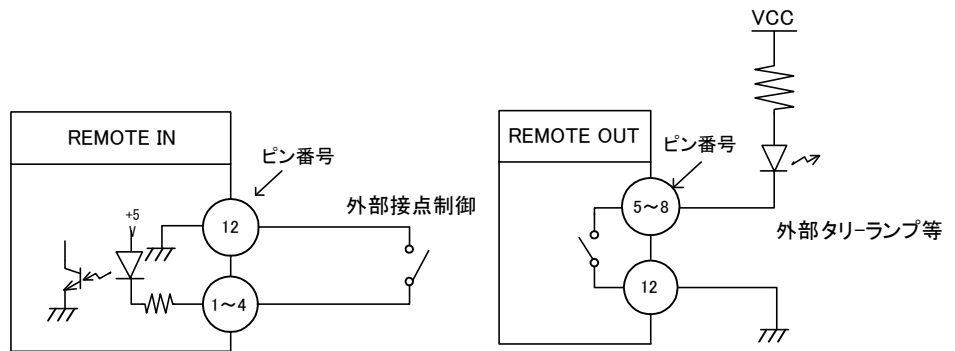 REMOTE IN
ピン番号
12
外部接点制御
+5
V
1～4
VCC
REMOTE OUT
ピン番号
5～8
外部タリーランプ等
12